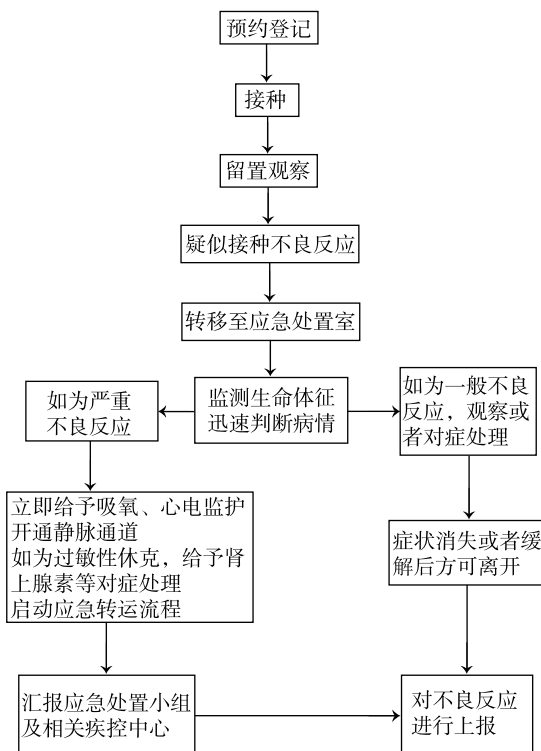 预约登记
接种
留置观察
疑似接种不良反应
转移至应急处置室
监测生命体征
迅速判断病情
如为严重
不良反应
如为一般不良
反应，观察或
者对症处理
立即给予吸氧、心电监护
开通静脉通道
如为过敏性休克，给予肾
上腺素等对症处理
启动应急转运流程
症状消失或者缓
解后方可离开
汇报应急处置小组
及相关疾控中心
对不良反应
进行上报